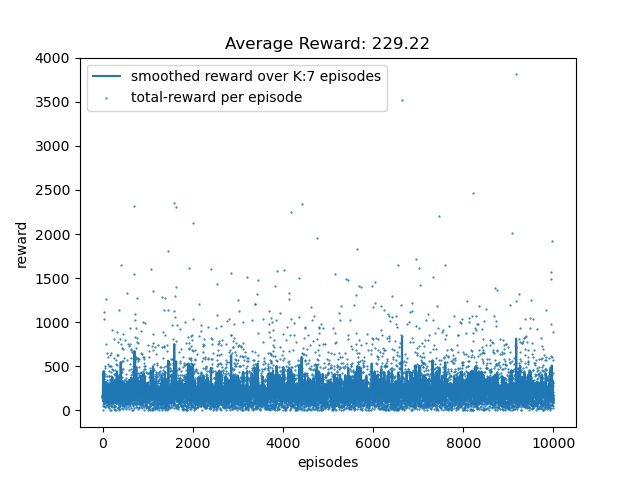 Average Reward: 229.22
4000
3500
3000
2500
2000
1500
1000
500
0
reward
smoothed reward over K:7 episodes
total-reward per episode
0 2000 4000 6000 8000 10000
episodes